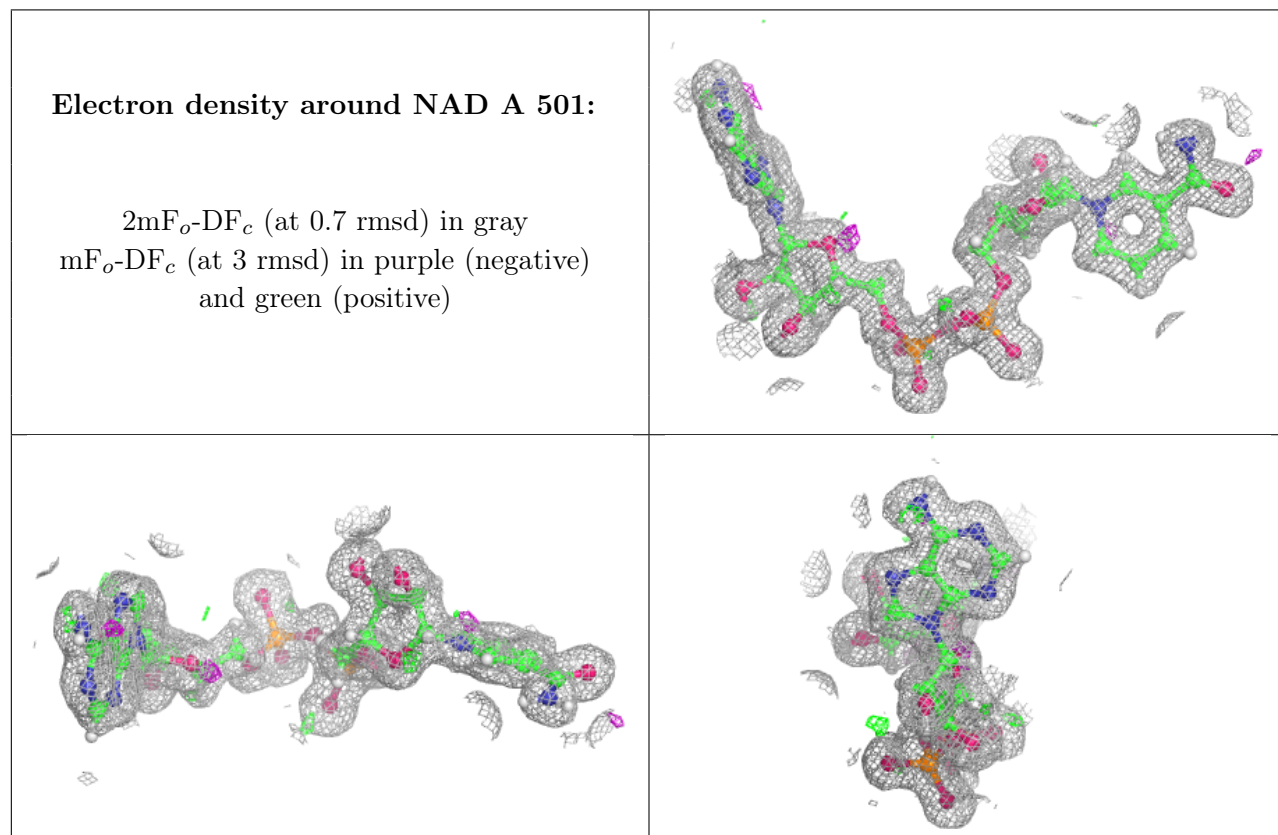 Electron density around NAD A 501:
2mFo-DFc (at 0.7 rmsd) in gray
mFo-DFc (at 3 rmsd) in purple (negative)
and green (positive)